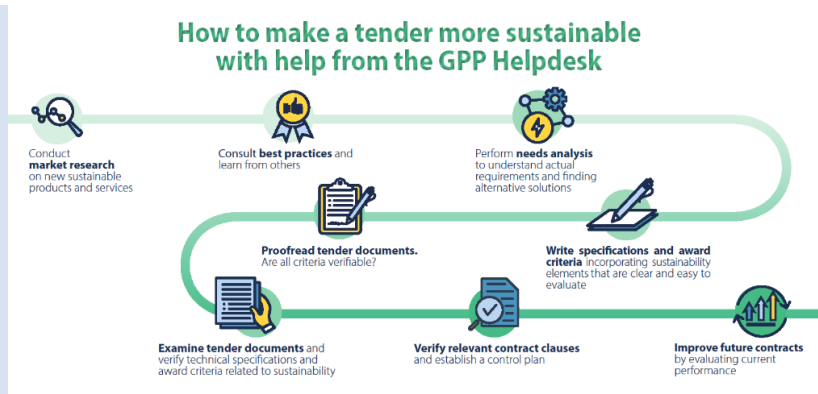 How to make a tender more sustainable
with help from the GPP Helpdesk
Conduct
market research
on new sustainable
products and services
Consult best practices and
learn from others
Perform needs analysis
to understand actual
requirements and finding
alternative solutions
Write specifications and award
criteria incorporating sustainability
elements that are clear and easy to
evaluate
Proofread tender documents.
Are all criteria verifiable?
Examine tender documents and
verify technical specifications and
award criteria related to sustainability
Verify relevant contract clauses
and establish a control plan
Improve future contracts
by evaluating current
performance